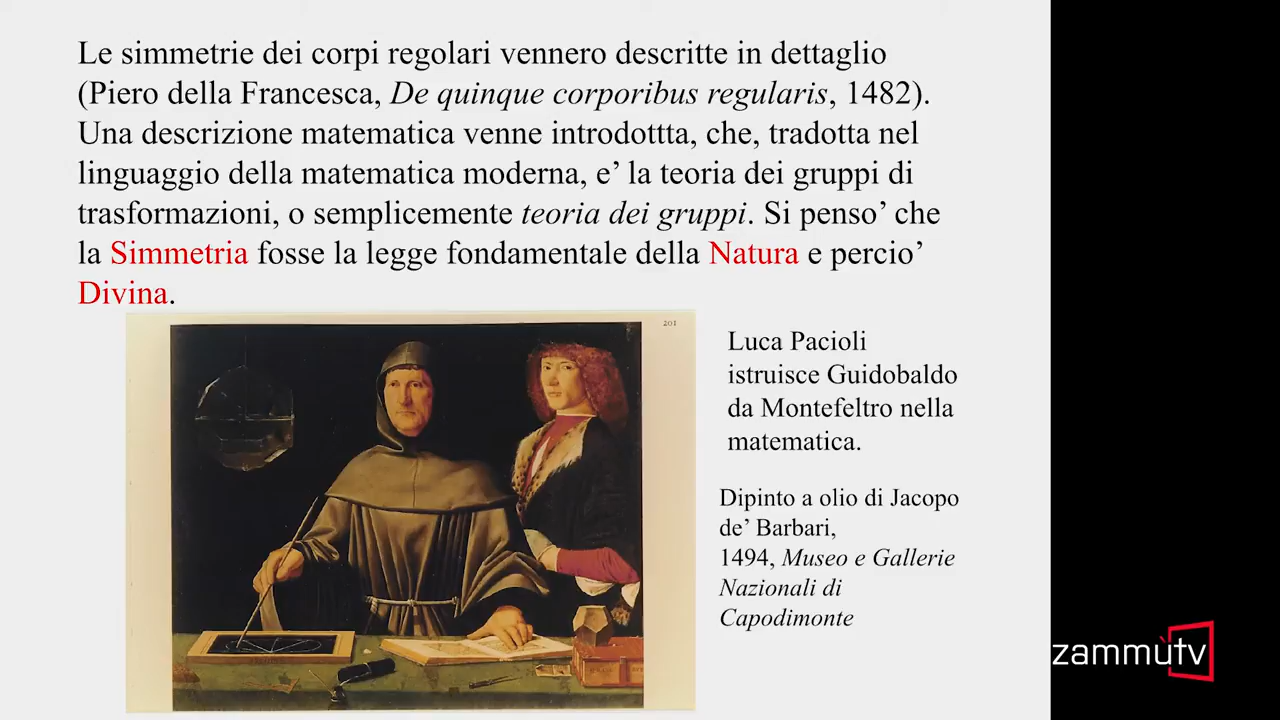 Le simmetrie dei corpi regolari vennero descritte in dettaglio
(Piero della Francesca, De quinque corporibus regularis, 1482).
Una descrizione matematica venne introdottta, che, tradotta nel
linguaggio della matematica moderna, e’ la teoria dei gruppi di
trasformazioni, o semplicemente teoria dei gruppi. Si penso’ che
la Simmetria fosse la legge fondamentale della Natura e percio’
Divina.
201
Luca Pacioli
istruisce Guidobaldo
da Montefeltro nella
matematica.
Dipinto a olio di Jacopo
de’ Barbari,
1494, Museo e Gallerie
Nazionali di
Capodimonte
zammùtv